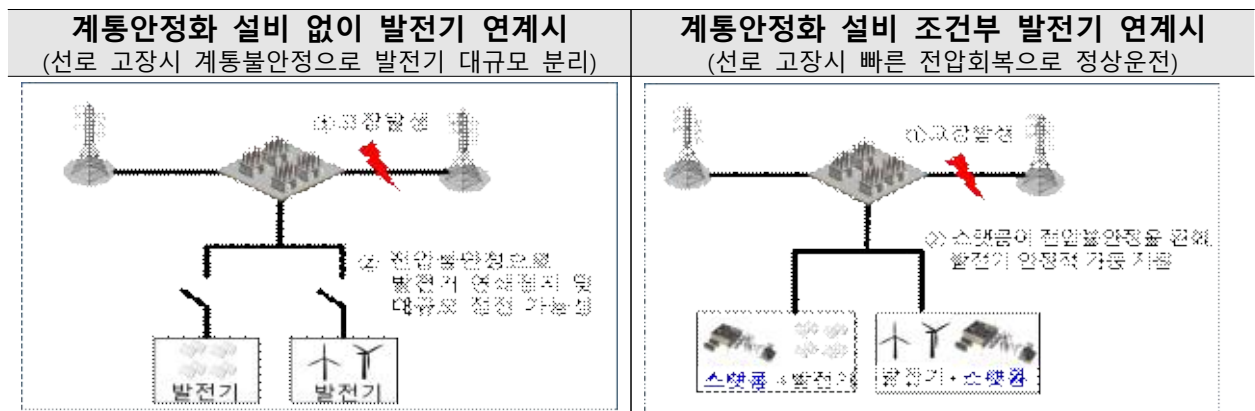 계통안정화 설비 없이 발전기 연계시
(선로 고장시 계통불안정으로 발전기 대규모 분리)
계통안정화 설비 조건부 발전기 연계시
(선로 고장시 빠른 전압회복으로 정상운전)
① 고장발생
② 전압불안정으로
발전기 연쇄정지 및
대규모 정전 가능성
발전기
발전기
① 고장발생
② 스탯콤이 전압불안정을 완화,
발전기 안정적 가동 지원
스탯콤 + 발전기
발전기 + 스탯콤